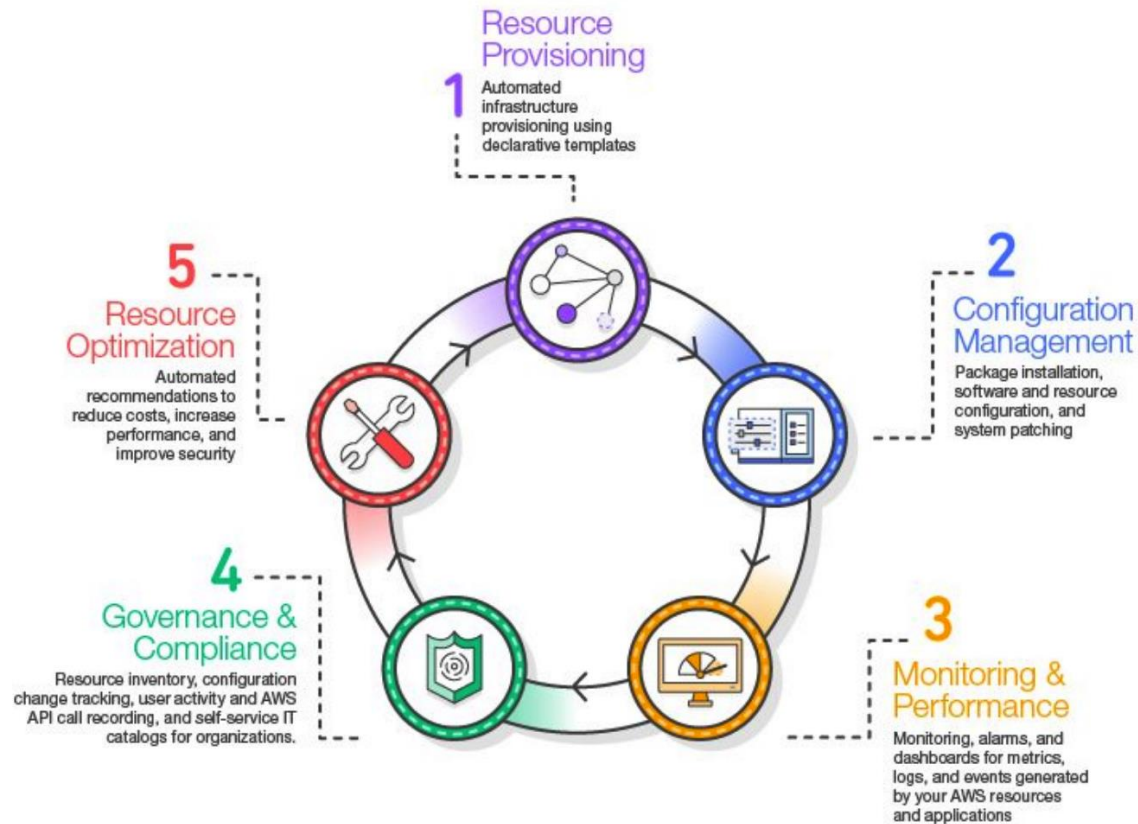 Resource
Provisioning
1
Automated
infrastructure
provisioning using
declarative templates
2
Configuration
Management
Package installation,
software and resource
configuration, and
system patching
3
Monitoring &
Performance
Monitoring, alarms, and
dashboards for metrics,
logs, and events generated
by your AWS resources
and applications
4
Governance &
Compliance
Resource inventory, configuration
change tracking, user activity and AWS
API call recording, and self-service IT
catalogs for organizations.
5
Resource
Optimization
Automated
recommendations to
reduce costs, increase
performance, and
improve security